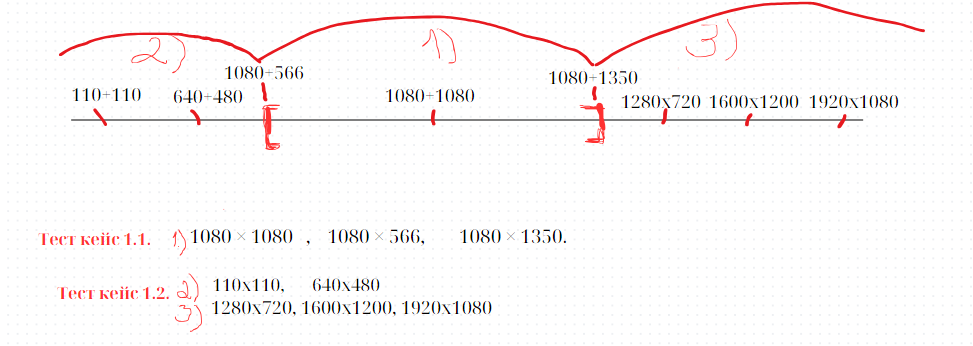 2) 1) 3)
1080÷566 1080÷1350
110÷110 640÷480 1080÷1080 1280x720 1600x1200 1920x1080
Тест кейс 1.1. 1.) 1080 × 1080 , 1080 × 566, 1080 × 1350.
Тест кейс 1.2. 2) 110x110, 640x480
3) 1280x720, 1600x1200, 1920x1080